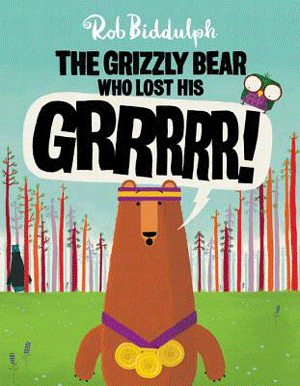 Rob Biddulph
THE GRIZZLY BEAR
WHO LOST HIS
GRRRRR!